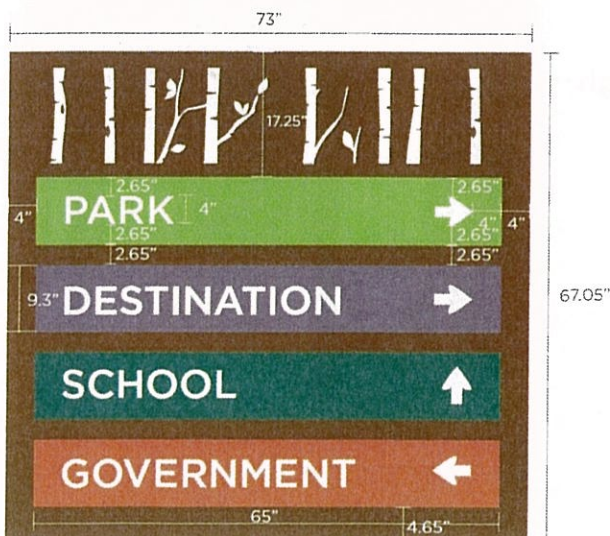 73"
17.25"
2.65" 2.65"
4" PARK 4" 4" 4"
2.65" 2.65"
2.65" 2.65"
9.3" DESTINATION
67.05"
SCHOOL
GOVERNMENT
65"
4.65"